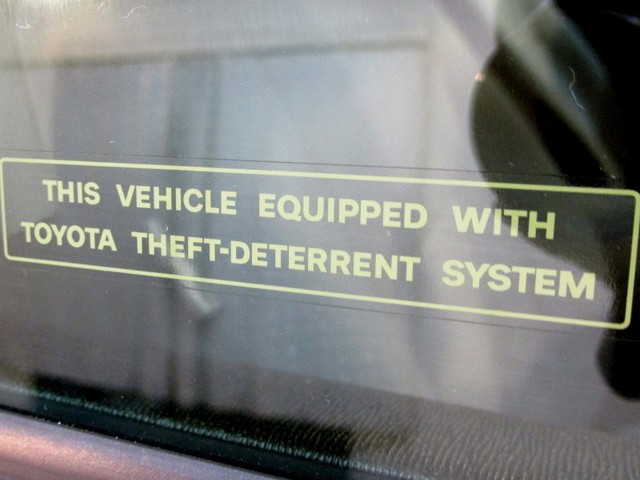 THIS VEHICLE EQUIPPED WITH
TOYOTA THEFT-DETERRENT SYSTEM